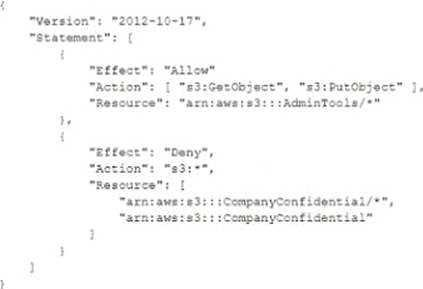 {
    "Version": "2012-10-17",
    "Statement": [
        {
            "Effect": "Allow"
            "Action": [ "s3:GetObject", "s3:PutObject" ],
            "Resource": "arn:aws:s3:::AdminTools/*"
        },
        {
            "Effect": "Deny",
            "Action": "s3:*",
            "Resource": [
                "arn:aws:s3:::CompanyConfidential/*",
                "arn:aws:s3:::CompanyConfidential"
            ]
        }
    ]
}